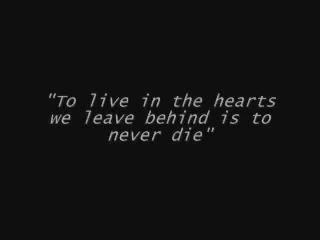 "To live in the hearts
we leave behind is to
never die"